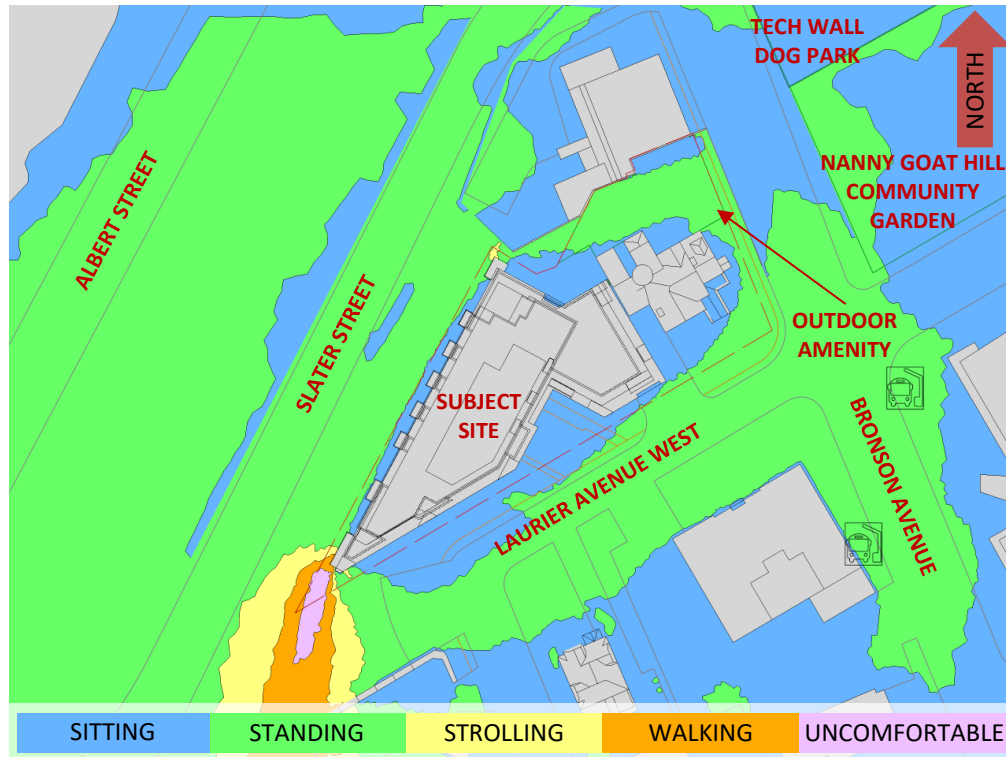 TECH WALL
DOG PARK
NORTH
NANNY GOAT HILL
COMMUNITY
GARDEN
ALBERT STREET
SLATER STREET
OUTDOOR
AMENITY
SUBJECT
SITE
LAURIER AVENUE WEST
BRONSON AVENUE
SITTING
STANDING
STROLLING
WALKING
UNCOMFORTABLE